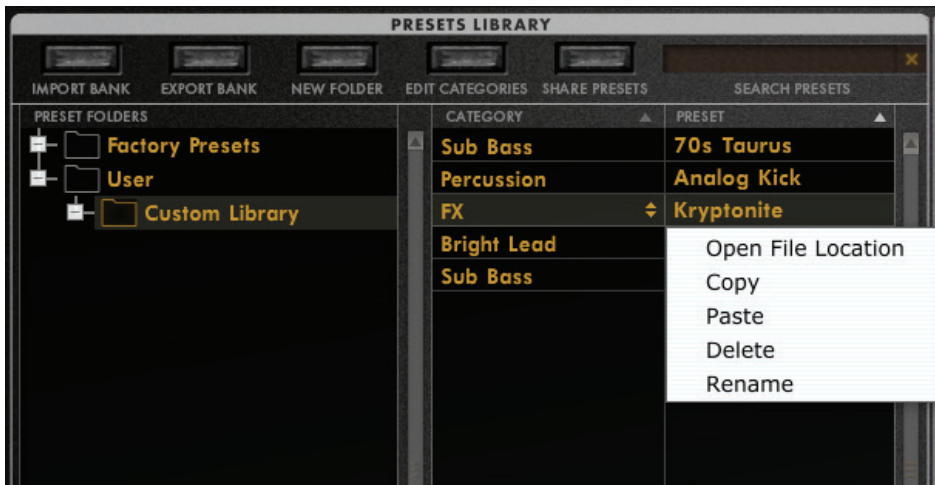 PRESETS LIBRARY
IMPORT BANK EXPORT BANK NEW FOLDER EDIT CATEGORIES SHARE PRESETS SEARCH PRESETS
PRESET FOLDERS CATEGORY PRESET
Factory Presets Sub Bass 70s Taurus
User Percussion Analog Kick
Custom Library FX Kryptonite
Bright Lead Open File Location
Sub Bass Copy
Paste
Delete
Rename